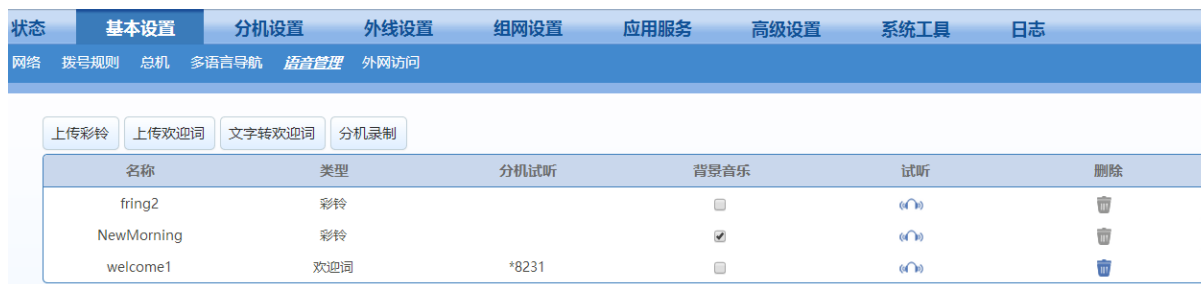 状态 基本设置 分机设置 外线设置 组网设置 应用服务 高级设置 系统工具 日志
网络 拨号规则 总机 多语言导航 语音管理 外网访问
上传彩铃 上传欢迎词 文字转欢迎词 分机录制
名称 类型 分机试听 背景音乐 试听 删除
fring2 彩铃
NewMorning 彩铃
welcome1 欢迎词 *8231